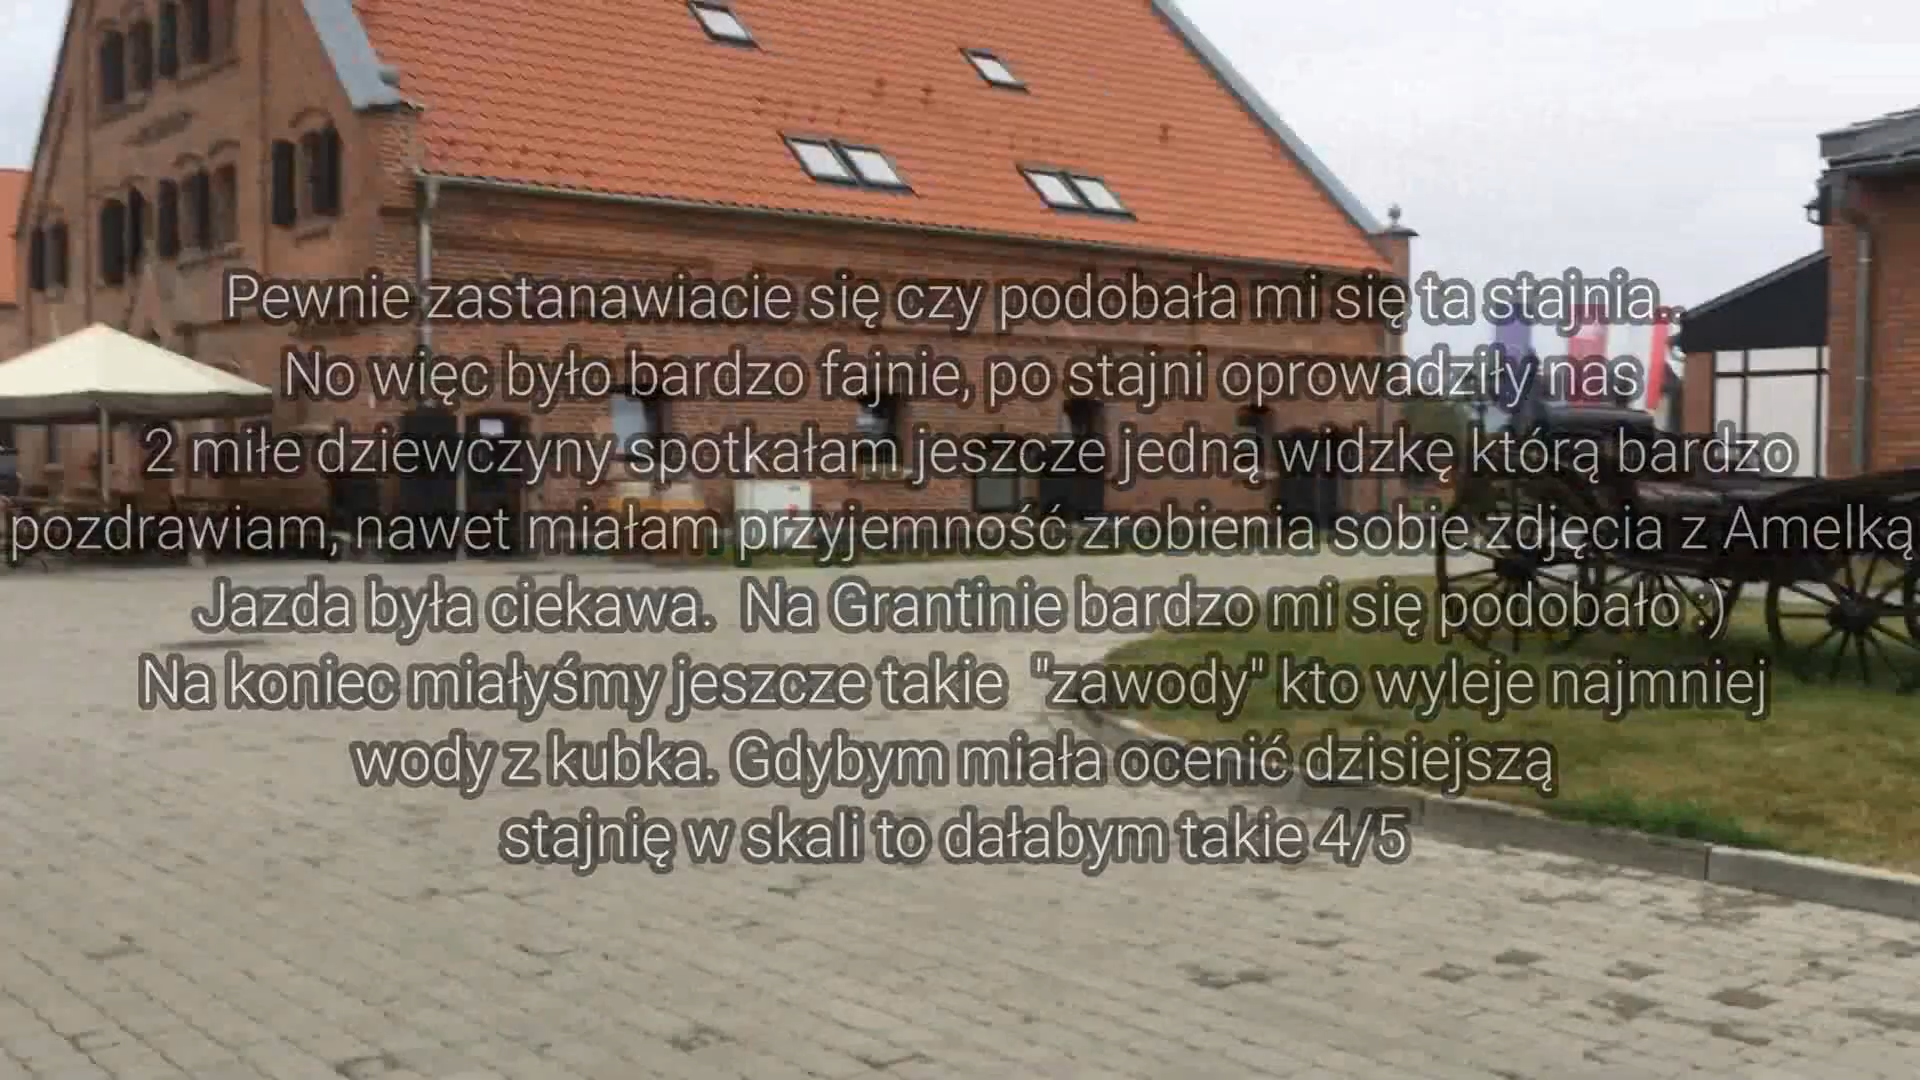 Pewnie zastanawiacie się czy podobała mi się ta stajnia..
No więc było bardzo fajnie, po stajni oprowadziły nas
2 miłe dziewczyny spotkałam jeszcze jedną widzkę którą bardzo
pozdrawiam, nawet miałam przyjemność zrobienia sobie zdjęcia z Amelką
Jazda była ciekawa. Na Grantinie bardzo mi się podobało :)
Na koniec miałyśmy jeszcze takie "zawody" kto wyleje najmniej
wody z kubka. Gdybym miała ocenić dzisiejszą
stajnię w skali to dałabym takie 4/5